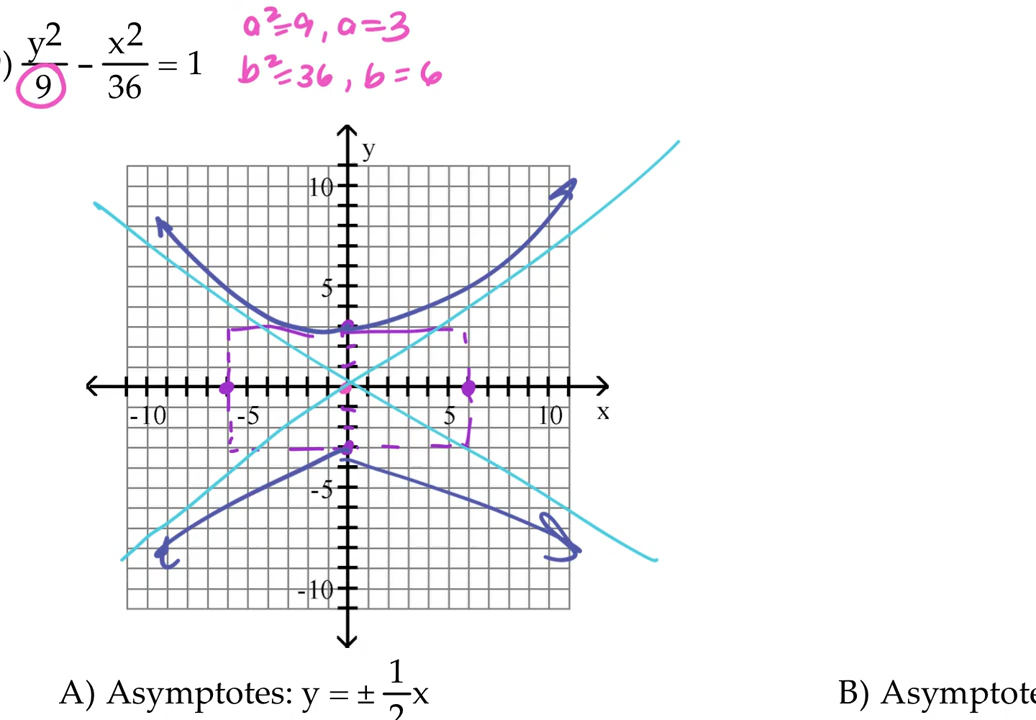 ) y²/9 - x²/36 = 1
a²=9, a=3
b²=36, b=6
y
10
5
-10 -5 5 10 x
-5
-10
A) Asymptotes: y = ± 1/2 x
B) Asymptote